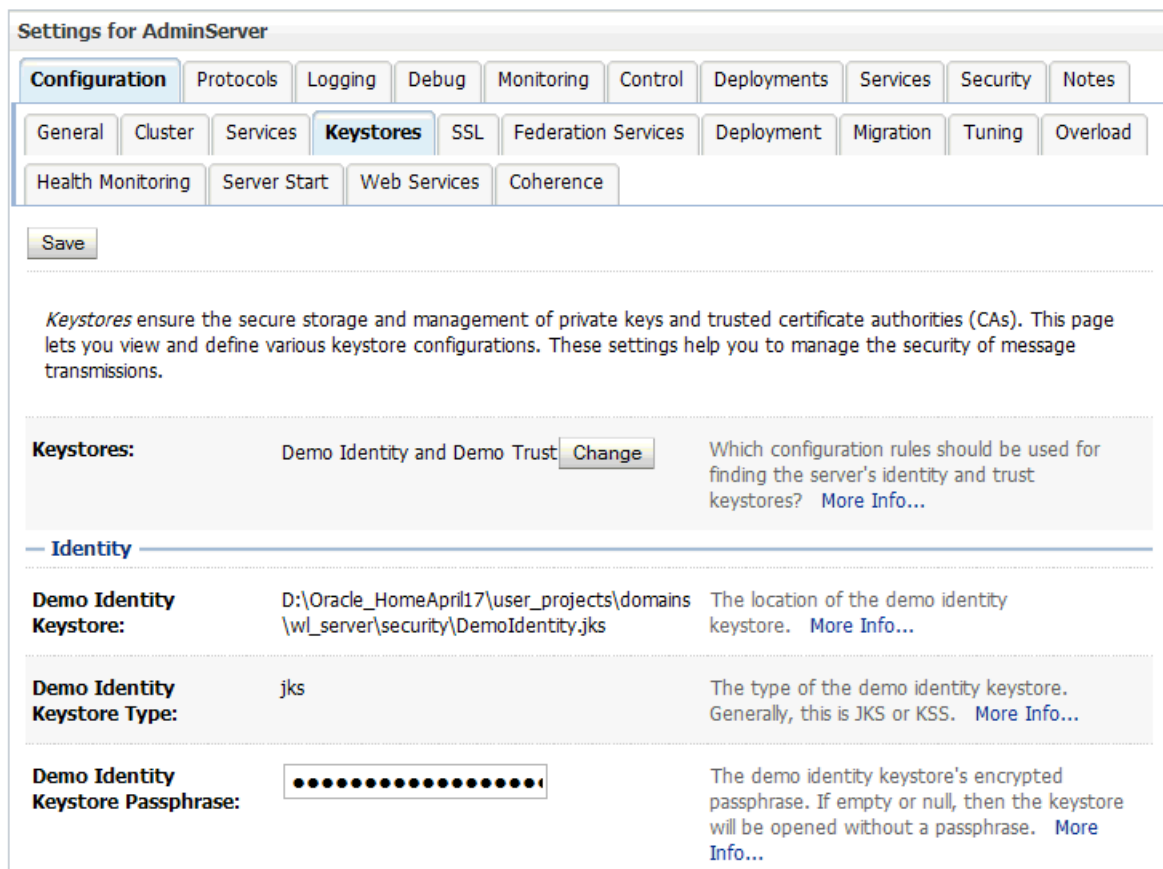 Settings for AdminServer
Configuration Protocols Logging Debug Monitoring Control Deployments Services Security Notes
General Cluster Services Keystores SSL Federation Services Deployment Migration Tuning Overload
Health Monitoring Server Start Web Services Coherence
Save
Keystores ensure the secure storage and management of private keys and trusted certificate authorities (CAs). This page
lets you view and define various keystore configurations. These settings help you to manage the security of message
transmissions.
Keystores:
Demo Identity and Demo Trust Change
Which configuration rules should be used for
finding the server's identity and trust
keystores? More Info...
Identity
Demo Identity
Keystore:
D:\Oracle_HomeApril17\user_projects\domains
\wl_server\security\DemoIdentity.jks
The location of the demo identity
keystore. More Info...
Demo Identity
Keystore Type:
jks
The type of the demo identity keystore.
Generally, this is JKS or KSS. More Info...
Demo Identity
Keystore Passphrase:
The demo identity keystore's encrypted
passphrase. If empty or null, then the keystore
will be opened without a passphrase. More
Info...